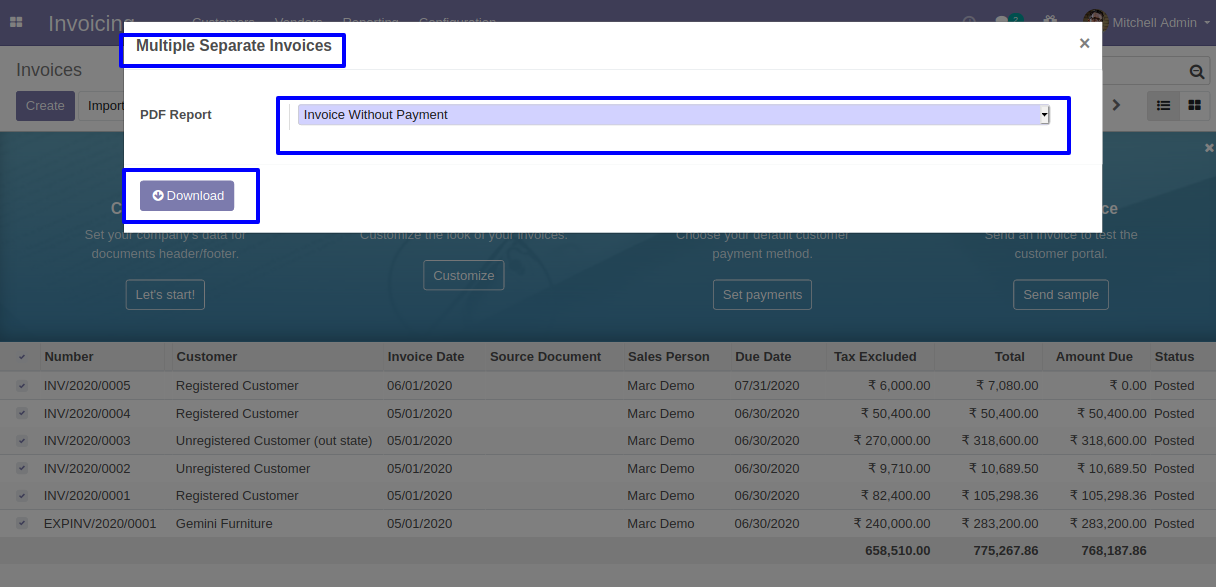 Invoicing Customers Vendors Reporting Configuration 2 Mitchell Admin
Multiple Separate Invoices
×
Invoices
Create Import
PDF Report Invoice Without Payment
Download
Set your company's data for
documents header/footer.
Let's start!
Customize the look of your invoices.
Customize
Choose your default customer
payment method.
Set payments
Send an invoice to test the
customer portal.
Send sample
Number Customer Invoice Date Source Document Sales Person Due Date Tax Excluded Total Amount Due Status
INV/2020/0005 Registered Customer 06/01/2020 Marc Demo 07/31/2020 ₹ 6,000.00 ₹ 7,080.00 ₹ 0.00 Posted
INV/2020/0004 Registered Customer 05/01/2020 Marc Demo 06/30/2020 ₹ 50,400.00 ₹ 50,400.00 ₹ 50,400.00 Posted
INV/2020/0003 Unregistered Customer (out state) 05/01/2020 Marc Demo 06/30/2020 ₹ 270,000.00 ₹ 318,600.00 ₹ 318,600.00 Posted
INV/2020/0002 Unregistered Customer 05/01/2020 Marc Demo 06/30/2020 ₹ 9,710.00 ₹ 10,689.50 ₹ 10,689.50 Posted
INV/2020/0001 Registered Customer 05/01/2020 Marc Demo 06/30/2020 ₹ 82,400.00 ₹ 105,298.36 ₹ 105,298.36 Posted
EXPINV/2020/0001 Gemini Furniture 05/01/2020 Marc Demo 06/30/2020 ₹ 240,000.00 ₹ 283,200.00 ₹ 283,200.00 Posted
658,510.00 775,267.86 768,187.86